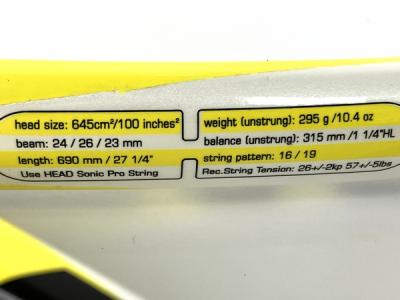 head size: 645cm²/100 inches²
beam: 24 / 26 / 23 mm
length: 690 mm / 27 1/4"
Use HEAD Sonic Pro String
weight (unstrung): 295 g /10.4 oz
balance (unstrung): 315 mm /1 1/4"HL
string pattern: 16 / 19
Rec.String Tension: 26+/-2kp 57+/-5lbs